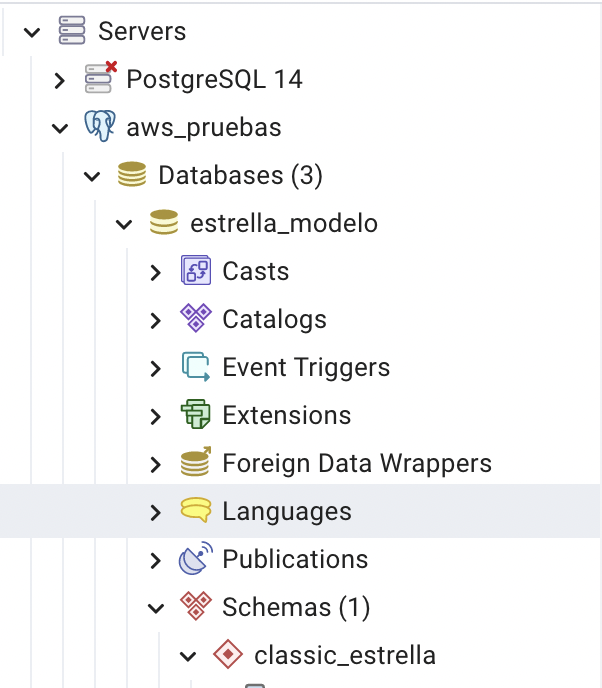 Servers
PostgreSQL 14
aws_pruebas
Databases (3)
estrella_modelo
Casts
Catalogs
Event Triggers
Extensions
Foreign Data Wrappers
Languages
Publications
Schemas (1)
classic_estrella